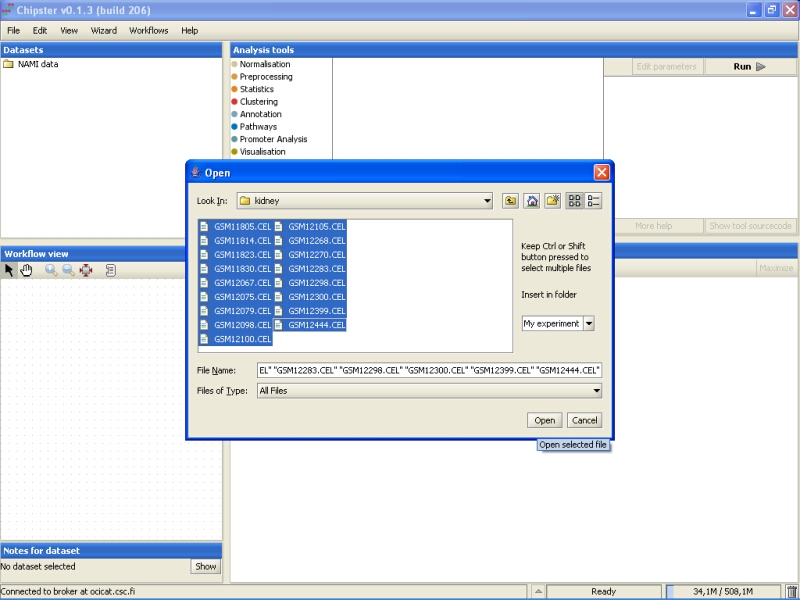 Chipster v0.1.3 (build 206)
File Edit View Wizard Workflows Help
Datasets
NAMI data
Analysis tools
Normalisation
Preprocessing
Statistics
Clustering
Annotation
Pathways
Promoter Analysis
Visualisation
Edit parameters
Run
More help
Show tool sourcecode
Maximize
Open
Look In:
kidney
GSM11805.CEL GSM12105.CEL
GSM11814.CEL GSM12268.CEL
GSM11823.CEL GSM12270.CEL
GSM11830.CEL GSM12283.CEL
GSM12067.CEL GSM12298.CEL
GSM12075.CEL GSM12300.CEL
GSM12079.CEL GSM12399.CEL
GSM12098.CEL GSM12444.CEL
GSM12100.CEL
Keep Ctrl or Shift
button pressed to
select multiple files
Insert in folder
My experiment
File Name:
EL" "GSM12283.CEL" "GSM12298.CEL" "GSM12300.CEL" "GSM12399.CEL" "GSM12444.CEL"
Files of Type:
All Files
Open
Cancel
Open selected file
Workflow view
Notes for dataset
No dataset selected
Show
Connected to broker at ocicat.csc.fi
Ready
34,1M / 508,1M